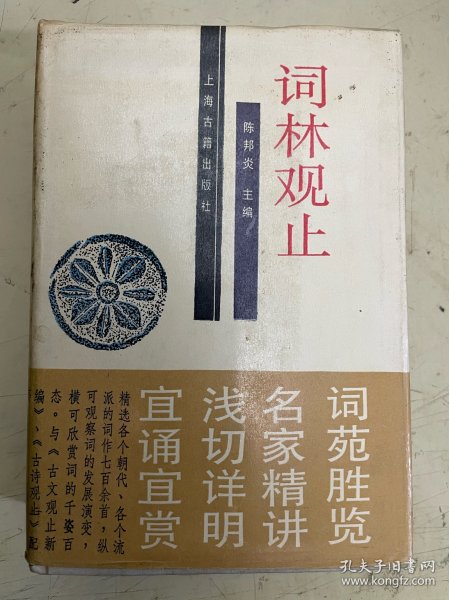 词林观止
陈邦炎 主编
上海古籍出版社
词苑胜览
名家精讲
浅切详明
宜诵宜赏
精选各个朝代、各个流
派的词作七百余首，纵
可观察词的发展演变，
横可欣赏词的千姿百
态。与《古文观止新
编》、《古诗观止》配
孔夫子旧书网
https://www.kongfz.com